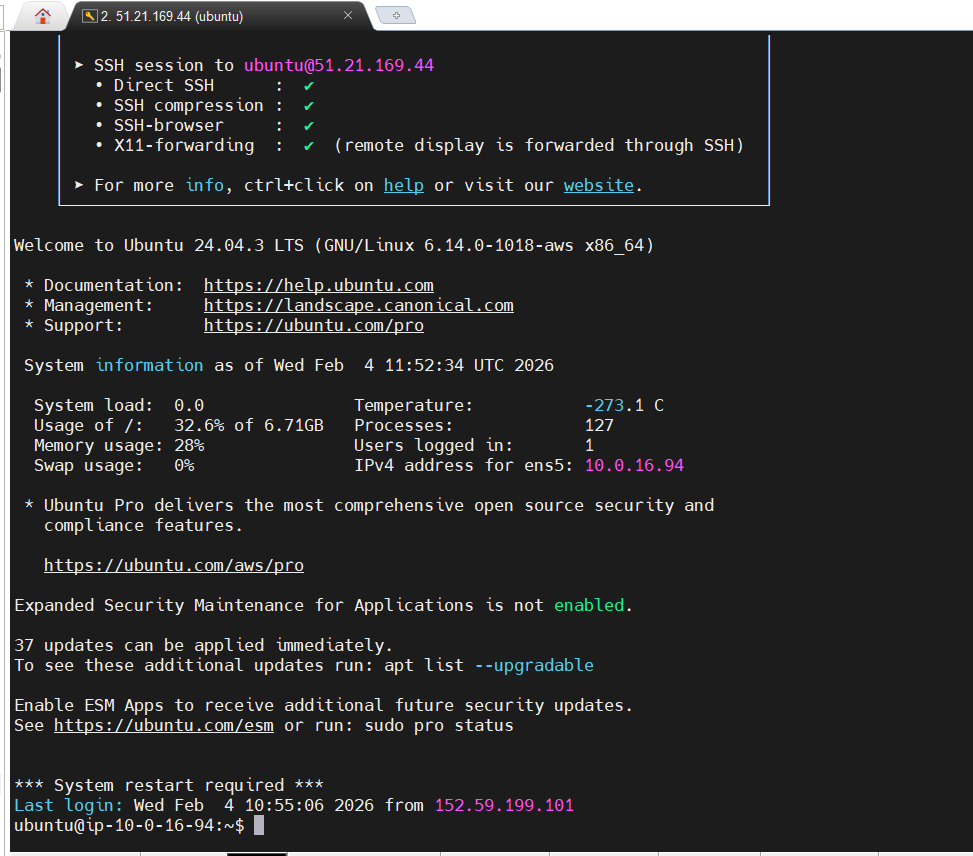 2. 51.21.169.44 (ubuntu)
➤ SSH session to ubuntu@51.21.169.44
• Direct SSH : ✔
• SSH compression : ✔
• SSH-browser : ✔
• X11-forwarding : ✔ (remote display is forwarded through SSH)
➤ For more info, ctrl+click on help or visit our website.
Welcome to Ubuntu 24.04.3 LTS (GNU/Linux 6.14.0-1018-aws x86_64)
* Documentation: https://help.ubuntu.com
* Management: https://landscape.canonical.com
* Support: https://ubuntu.com/pro
System information as of Wed Feb 4 11:52:34 UTC 2026
System load: 0.0 Temperature: -273.1 C
Usage of /: 32.6% of 6.71GB Processes: 127
Memory usage: 28% Users logged in: 1
Swap usage: 0% IPv4 address for ens5: 10.0.16.94
* Ubuntu Pro delivers the most comprehensive open source security and
compliance features.
https://ubuntu.com/aws/pro
Expanded Security Maintenance for Applications is not enabled.
37 updates can be applied immediately.
To see these additional updates run: apt list --upgradable
Enable ESM Apps to receive additional future security updates.
See https://ubuntu.com/esm or run: sudo pro status
*** System restart required ***
Last login: Wed Feb 4 10:55:06 2026 from 152.59.199.101
ubuntu@ip-10-0-16-94:~$